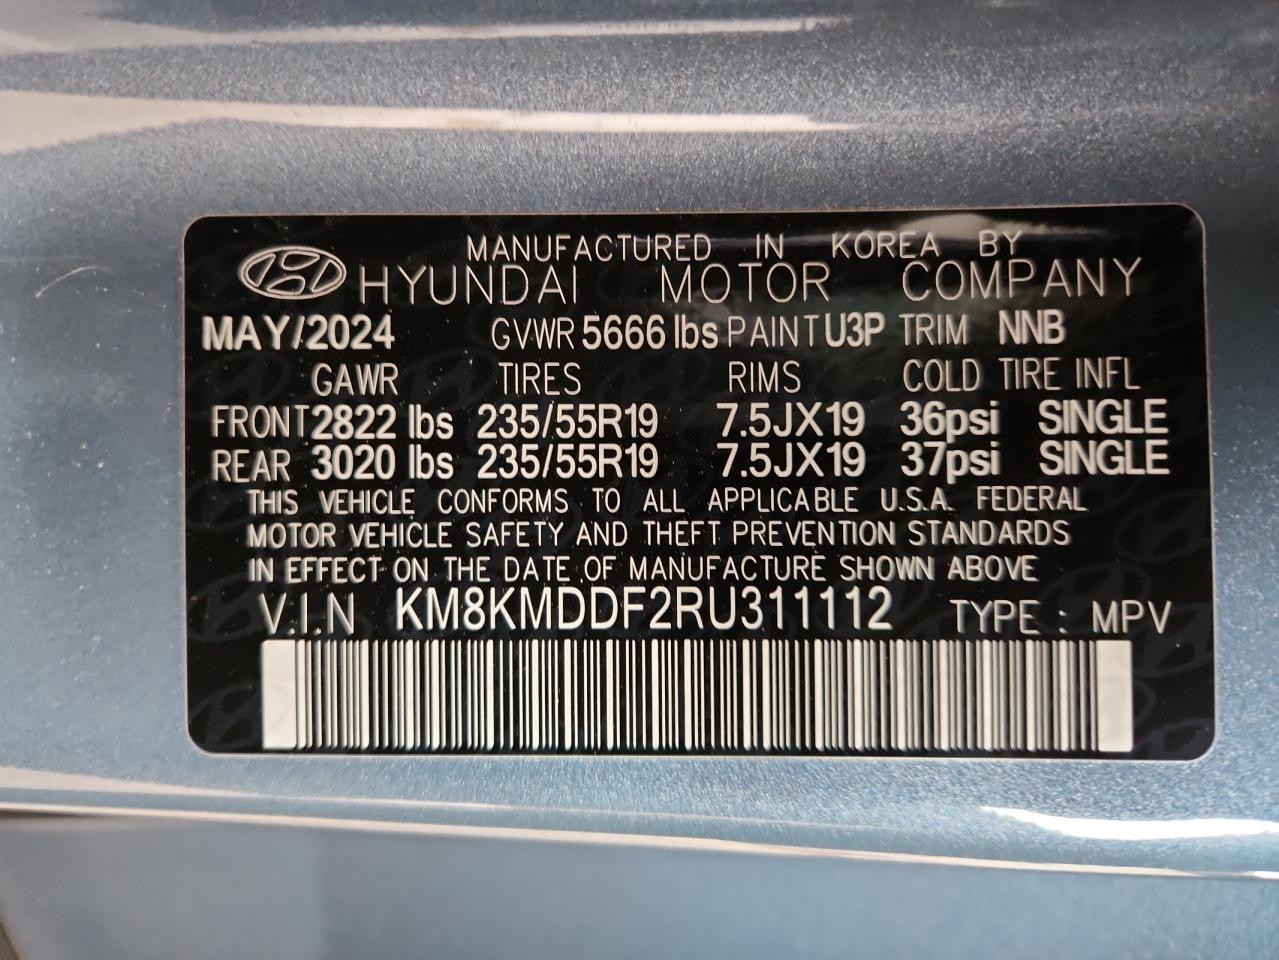 MANUFACTURED IN KOREA BY
HYUNDAI MOTOR COMPANY
MAY/2024 GVWR 5666 lbs PAINT U3P TRIM NNB
GAWR TIRES RIMS COLD TIRE INFL
FRONT 2822 lbs 235/55R19 7.5JX19 36psi SINGLE
REAR 3020 lbs 235/55R19 7.5JX19 37psi SINGLE
THIS VEHICLE CONFORMS TO ALL APPLICABLE U.S.A. FEDERAL
MOTOR VEHICLE SAFETY AND THEFT PREVENTION STANDARDS
IN EFFECT ON THE DATE OF MANUFACTURE SHOWN ABOVE
V.I.N KM8KMDDF2RU311112 TYPE : MPV